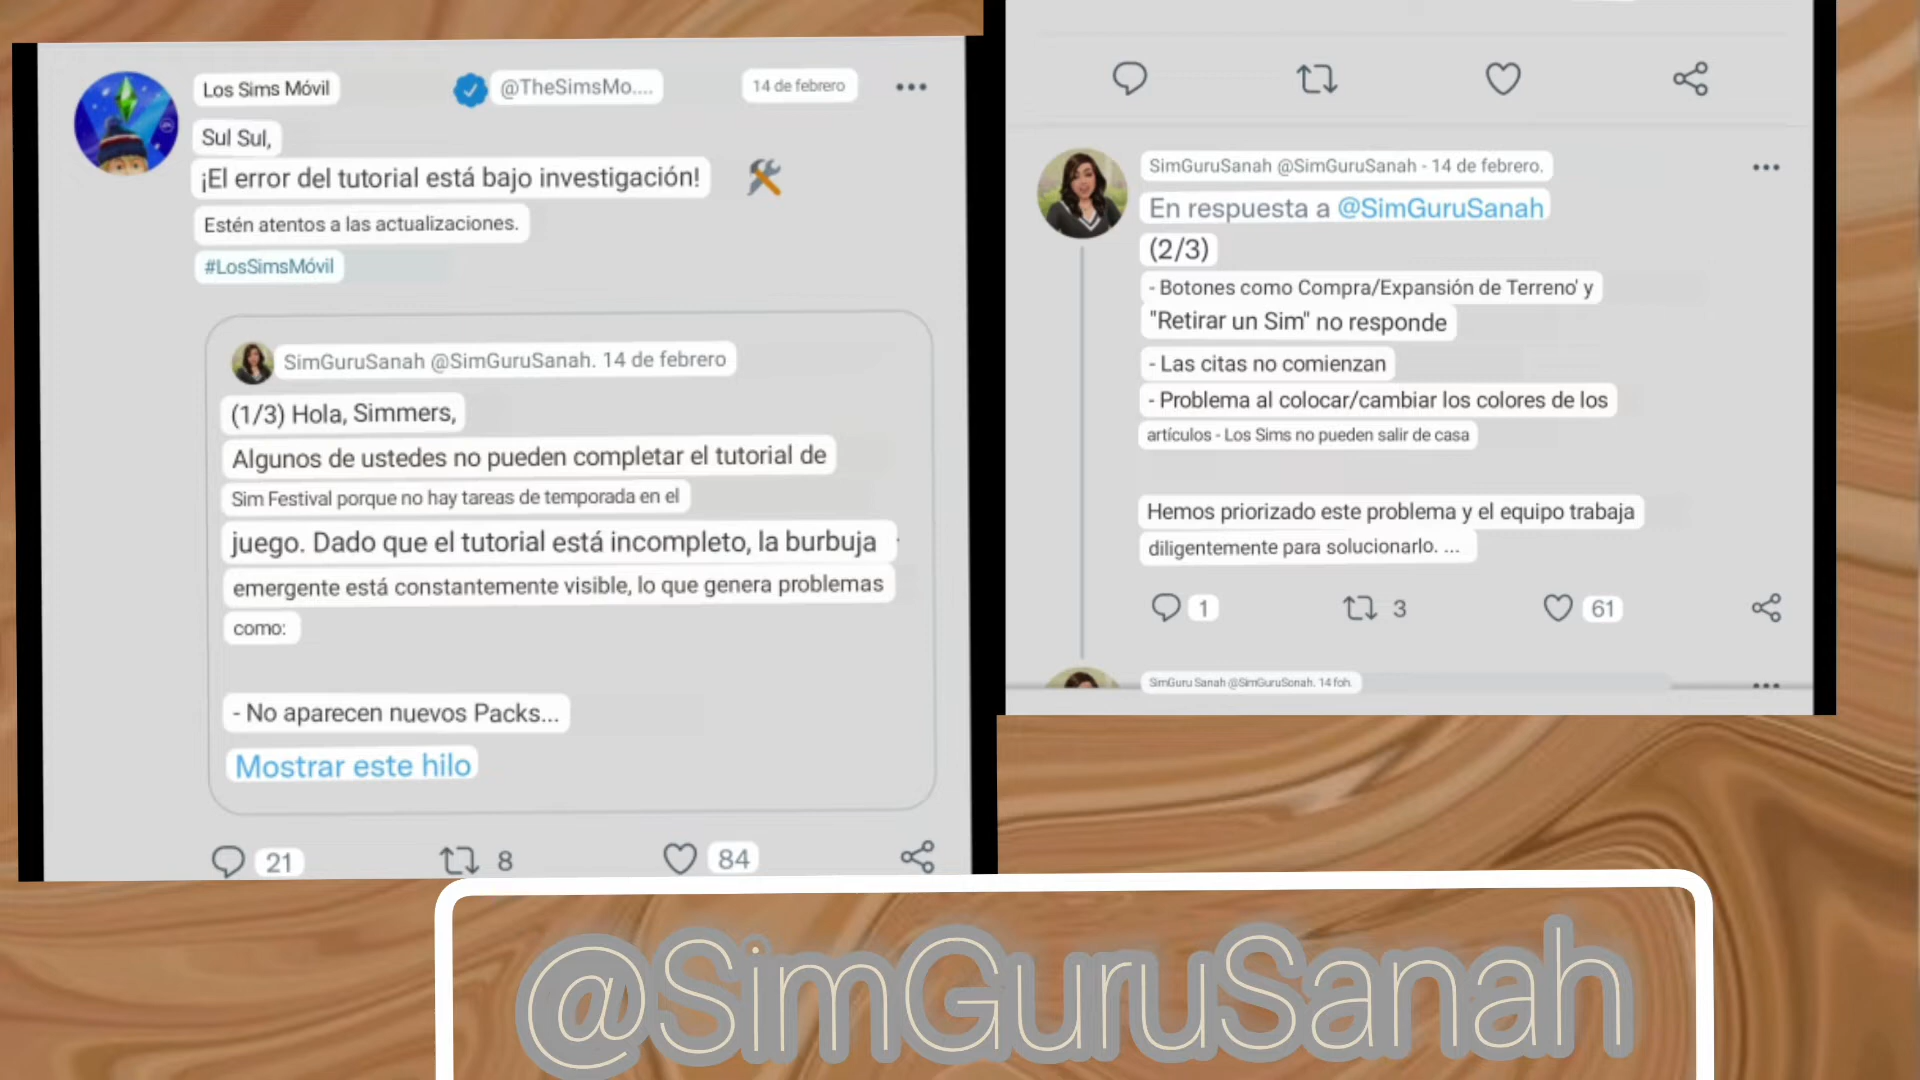 Los Sims Móvil @TheSimsMo.... 14 de febrero
Sul Sul,
¡El error del tutorial está bajo investigación!
Estén atentos a las actualizaciones.
#LosSimsMóvil
SimGuruSanah @SimGuruSanah. 14 de febrero
(1/3) Hola, Simmers,
Algunos de ustedes no pueden completar el tutorial de
Sim Festival porque no hay tareas de temporada en el
juego. Dado que el tutorial está incompleto, la burbuja
emergente está constantemente visible, lo que genera problemas
como:
- No aparecen nuevos Packs...
Mostrar este hilo
21 8 84
SimGuruSanah @SimGuruSanah - 14 de febrero.
En respuesta a @SimGuruSanah
(2/3)
- Botones como Compra/Expansión de Terreno' y
"Retirar un Sim" no responde
- Las citas no comienzan
- Problema al colocar/cambiar los colores de los
artículos - Los Sims no pueden salir de casa
Hemos priorizado este problema y el equipo trabaja
diligentemente para solucionarlo. ...
1 3 61
SimGuru Sanah @SimGuruSonah. 14 foh.
@SimGuruSanah